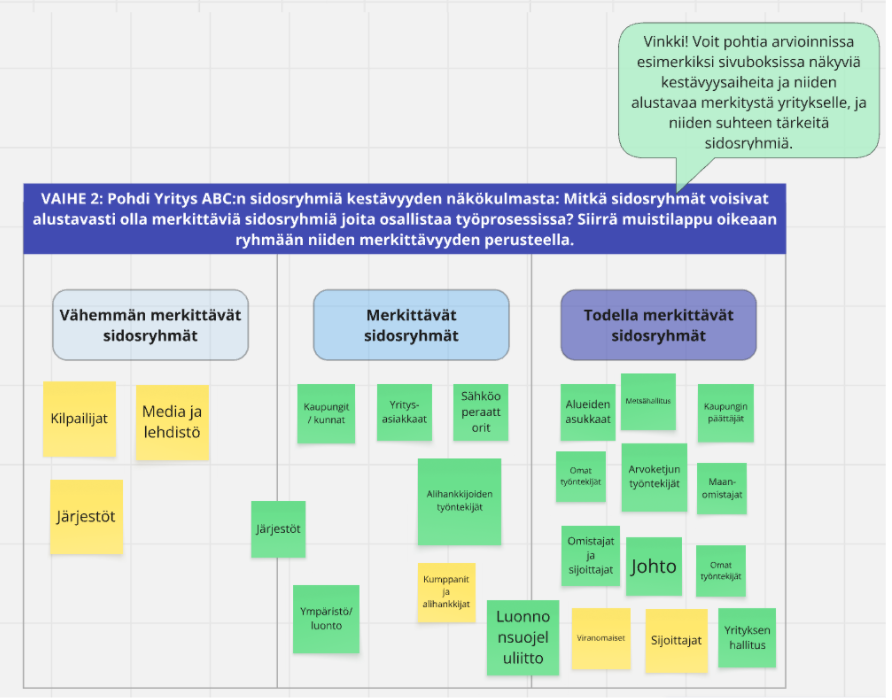 Vinkki! Voit pohtia arvioinnissa
esimerkiksi sivuboksissa näkyviä
kestävyysaiheita ja niiden
alustavaa merkitystä yritykselle, ja
niiden suhteen tärkeitä
sidosryhmiä.
VAIHE 2: Pohdi Yritys ABC:n sidosryhmiä kestävyyden näkökulmasta: Mitkä sidosryhmät voisivat
alustavasti olla merkittäviä sidosryhmiä joita osallistaa työprosessissa? Siirrä muistilappu oikeaan
ryhmään niiden merkittävyyden perusteella.
Vähemmän merkittävät
sidosryhmät
Kilpailijat
Media ja
lehdistö
Järjestöt
Järjestöt
Merkittävät
sidosryhmät
Kaupungit
/ kunnat
Yritys-
asiakkaat
Sähköo
peraatt
orit
Alihankkijoiden
työntekijät
Kumppanit
ja
alihankkijat
Ympäristö/
luonto
Luonno
nsuojel
uliitto
Todella merkittävät
sidosryhmät
Alueiden
asukkaat
Metsähallitus
Kaupungin
päättäjät
Omat
työntekijät
Arvoketjun
työntekijät
Maan-
omistajat
Omistajat
ja
sijoittajat
Johto
Omat
työntekijät
Viranomaiset
Sijoittajat
Yrityksen
hallitus